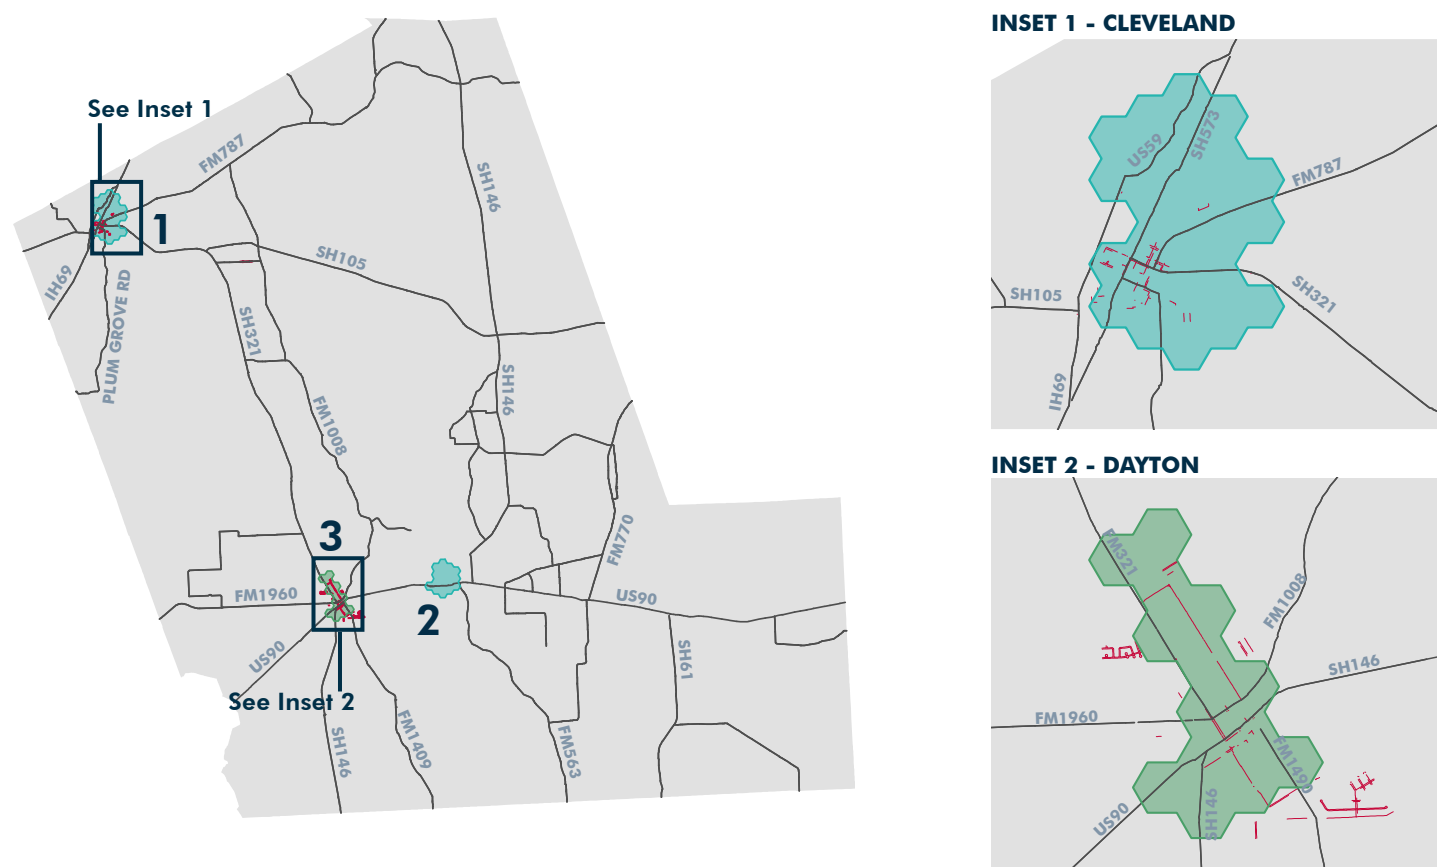 See Inset 1
FM787
SH146
1
IH69
PLUM GROVE RD
SH105
SH321
SH146
FM1008
3
FM770
FM1960
2
US90
US90
SH61
See Inset 2
SH146
FM1409
FM563
INSET 1 - CLEVELAND
US59
SH573
FM787
SH105
SH321
IH69
INSET 2 - DAYTON
FM321
FM1008
SH146
FM1960
FM1490
US90
SH146